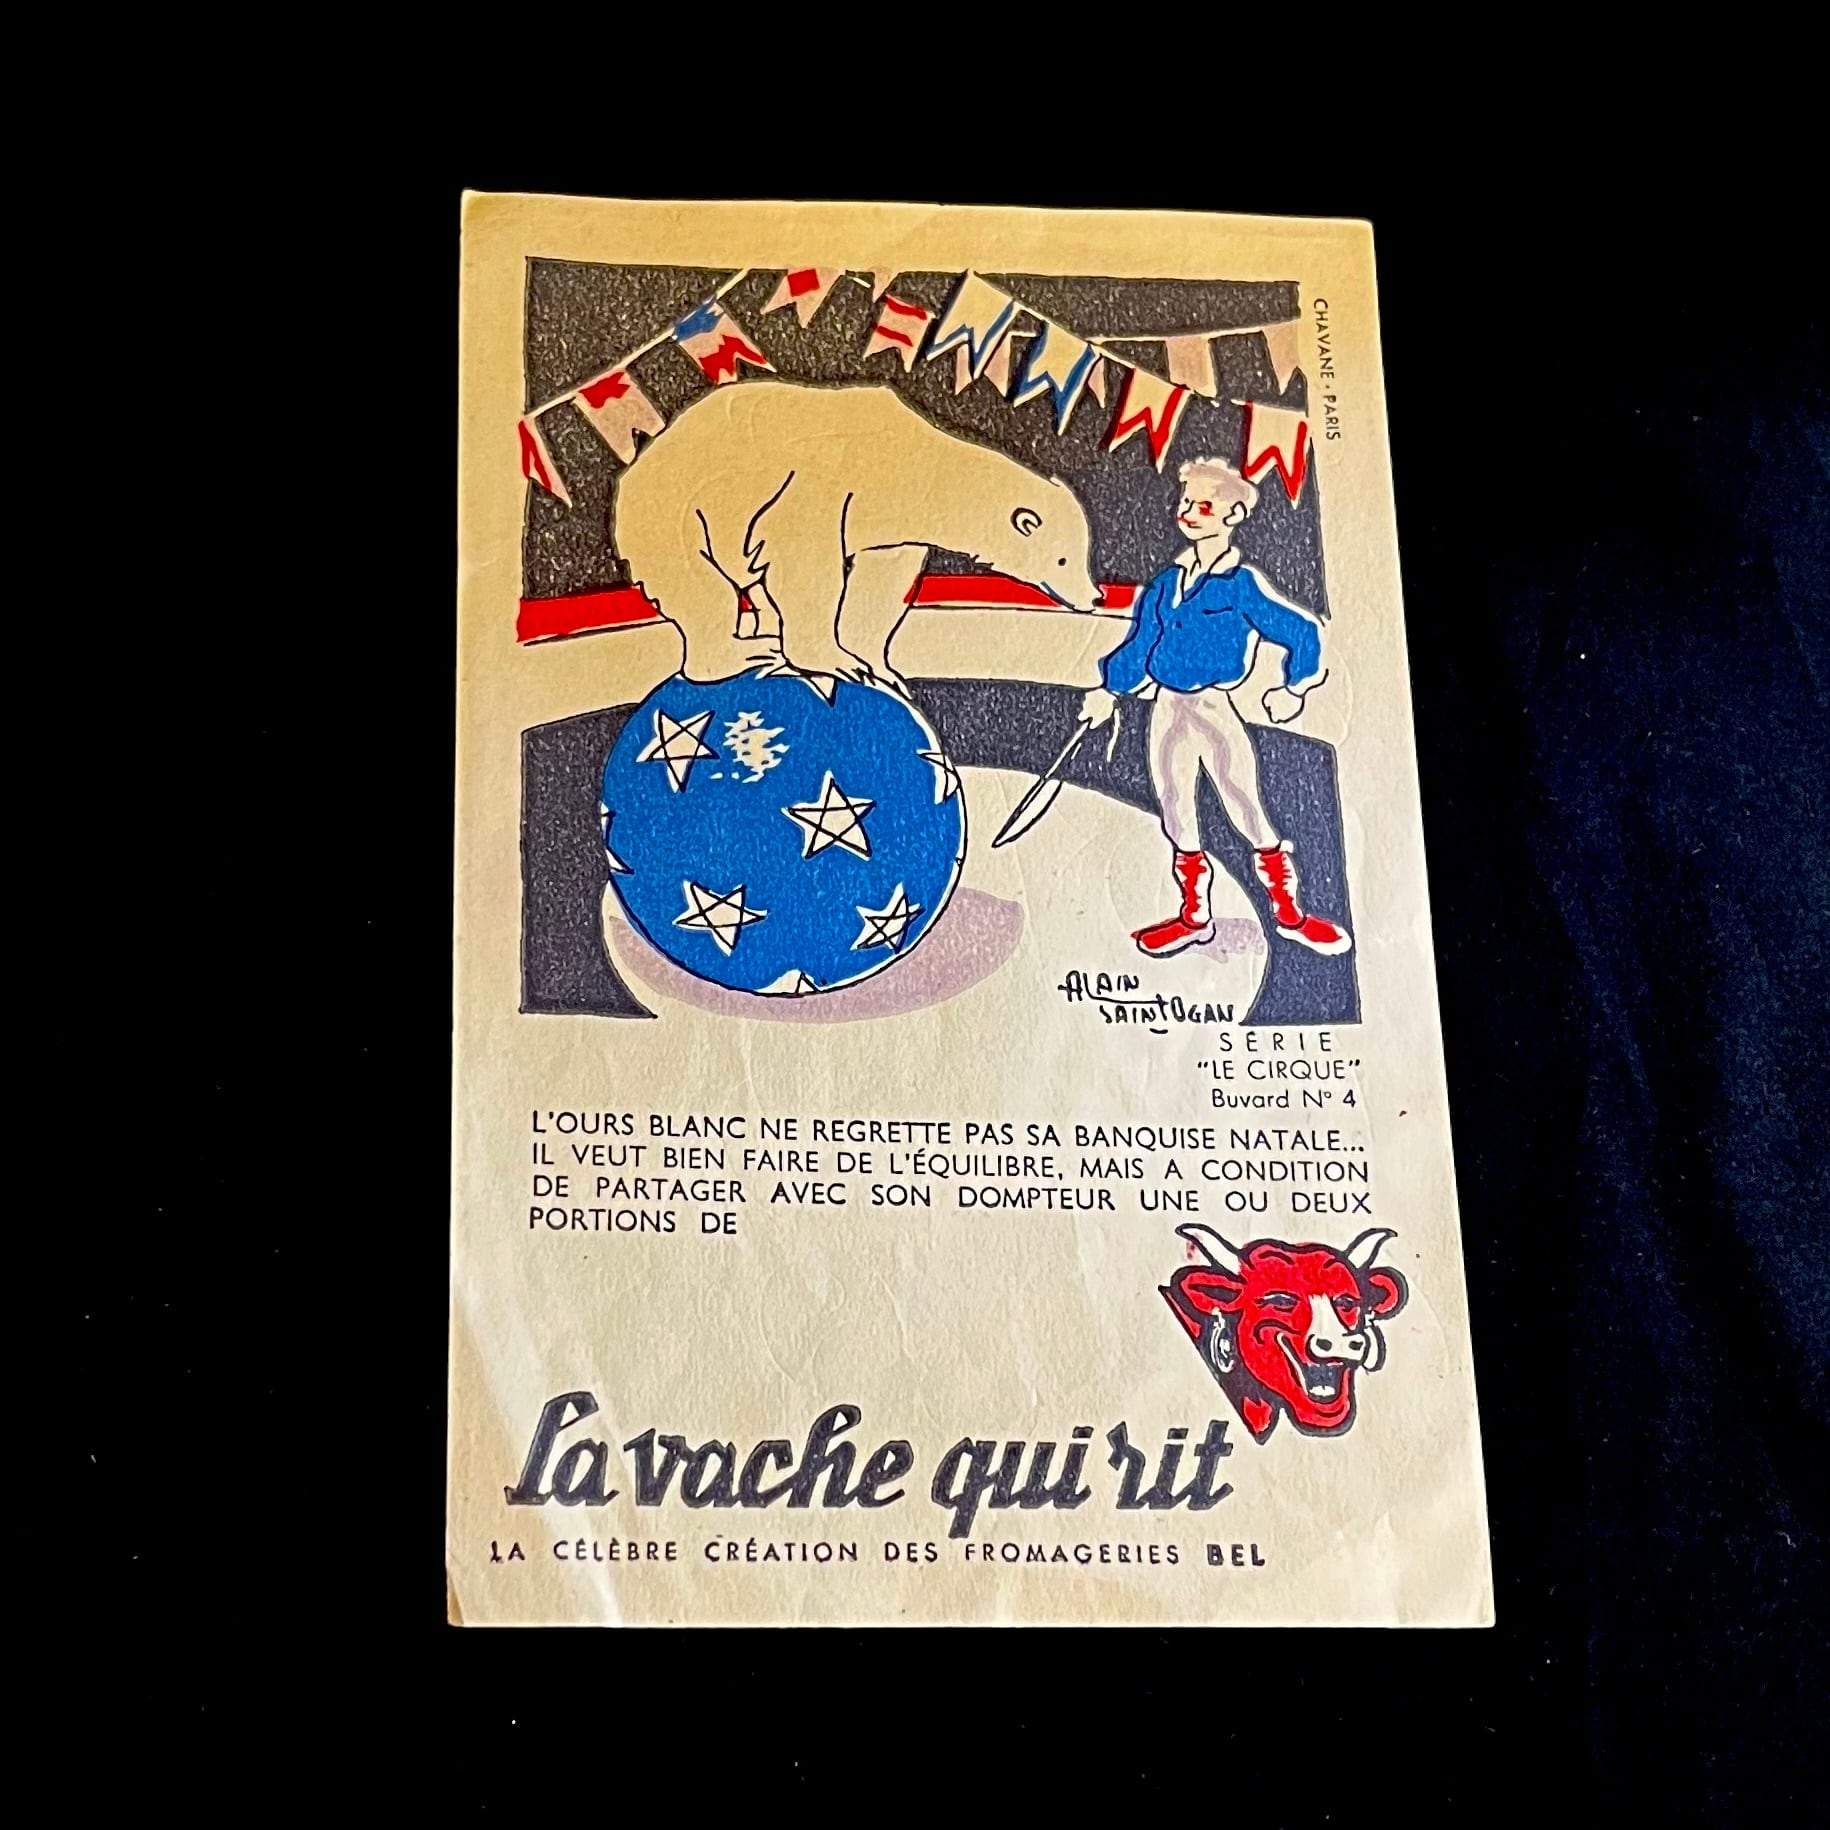 CHAVANE · PARIS
ALAIN
SAINT OGAN
SÉRIE
"LE CIRQUE"
Buvard N° 4
L'OURS BLANC NE REGRETTE PAS SA BANQUISE NATALE...
IL VEUT BIEN FAIRE DE L'ÉQUILIBRE, MAIS A CONDITION
DE PARTAGER AVEC SON DOMPTEUR UNE OU DEUX
PORTIONS DE
La vache qui rit
LA CÉLÈBRE CRÉATION DES FROMAGERIES BEL